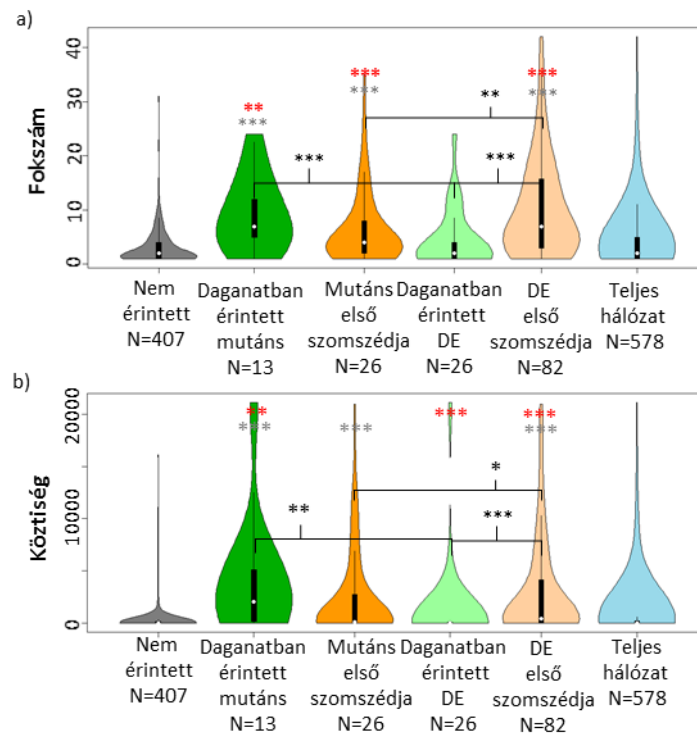 a)
Fokszám
40
30
20
10
0
**
***
***
***
***
***
***
**
***
Nem
érintett
N=407
Daganatban
érintett
mutáns
N=13
Mutáns
első
szomszédja
N=26
Daganatban
érintett
DE
N=26
DE
első
szomszédja
N=82
Teljes
hálózat
N=578
b)
Köztiség
20000
10000
0
**
***
***
***
***
***
**
*
***
Nem
érintett
N=407
Daganatban
érintett
mutáns
N=13
Mutáns
első
szomszédja
N=26
Daganatban
érintett
DE
N=26
DE
első
szomszédja
N=82
Teljes
hálózat
N=578